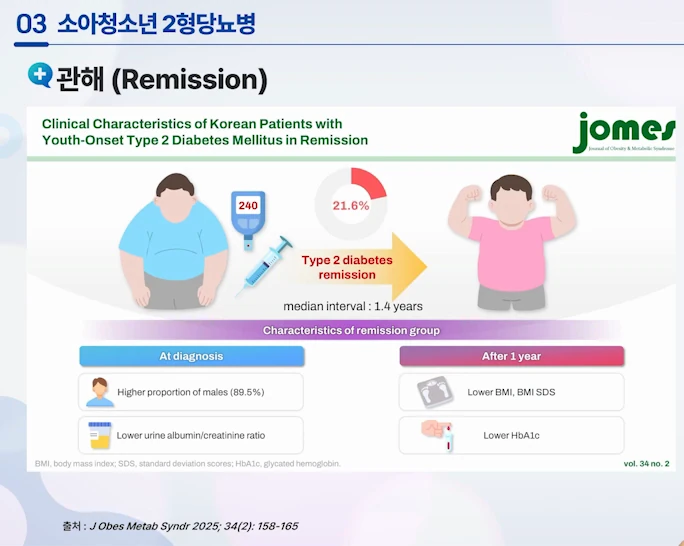 03 소아청소년 2형당뇨병
관해 (Remission)
Clinical Characteristics of Korean Patients with
Youth-Onset Type 2 Diabetes Mellitus in Remission
jomes
Journal of Obesity & Metabolic Syndrome
240
21.6%
Type 2 diabetes
remission
median interval : 1.4 years
Characteristics of remission group
At diagnosis
After 1 year
Higher proportion of males (89.5%)
Lower BMI, BMI SDS
Lower urine albumin/creatinine ratio
Lower HbA1c
BMI, body mass index; SDS, standard deviation scores; HbA1c, glycated hemoglobin.
vol. 34 no. 2
출처 : J Obes Metab Syndr 2025; 34(2): 158-165